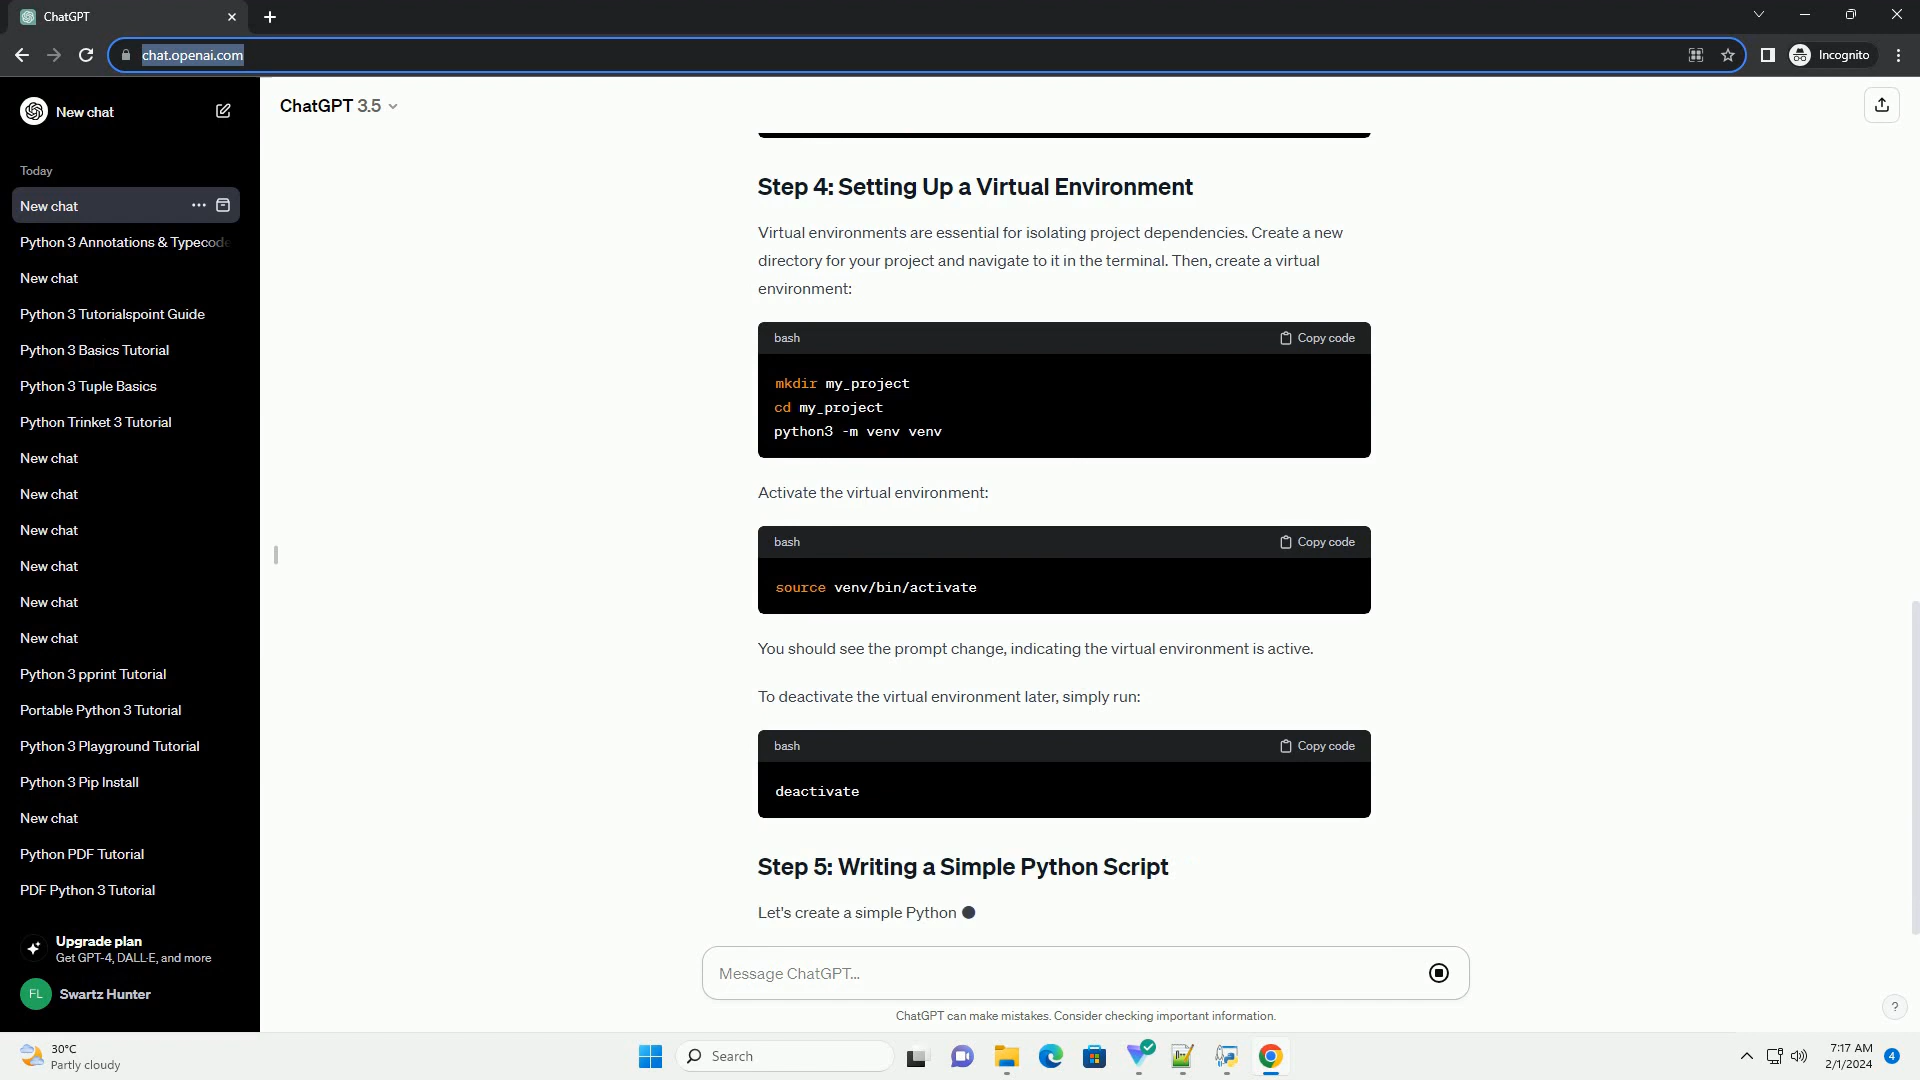 ChatGPT
chat.openai.com
Incognito
New chat
ChatGPT 3.5
Today
New chat
Python 3 Annotations & Typecode
New chat
Python 3 Tutorialspoint Guide
Python 3 Basics Tutorial
Python 3 Tuple Basics
Python Trinket 3 Tutorial
New chat
New chat
New chat
New chat
New chat
New chat
Python 3 pprint Tutorial
Portable Python 3 Tutorial
Python 3 Playground Tutorial
Python 3 Pip Install
New chat
Python PDF Tutorial
PDF Python 3 Tutorial
Upgrade plan
Get GPT-4, DALL·E, and more
FL
Swartz Hunter
Step 4: Setting Up a Virtual Environment
Virtual environments are essential for isolating project dependencies. Create a new
directory for your project and navigate to it in the terminal. Then, create a virtual
environment:
bash
Copy code
mkdir my_project
cd my_project
python3 -m venv venv
Activate the virtual environment:
bash
Copy code
source venv/bin/activate
You should see the prompt change, indicating the virtual environment is active.
To deactivate the virtual environment later, simply run:
bash
Copy code
deactivate
Step 5: Writing a Simple Python Script
Let's create a simple Python
Message ChatGPT...
ChatGPT can make mistakes. Consider checking important information.
?
30°C
Partly cloudy
Search
7:17 AM
2/1/2024
4